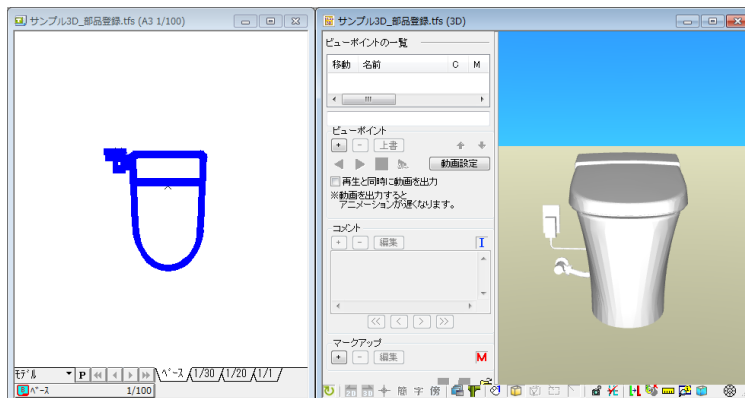 サンプル3D_部品登録.tfs (A3 1/100)
モデル P ベース 1/30 1/20 1/1
ベース 1/100
サンプル3D_部品登録.tfs (3D)
ビューポイントの一覧
移動 名前 C M
ビューポイント
+ - 上書
動画設定
再生と同時に動画を出力
※動画を出力すると
アニメーションが遅くなります。
コメント
+ - 編集 I
<< < > >>
マークアップ
+ - 編集 M
簡 字 傍